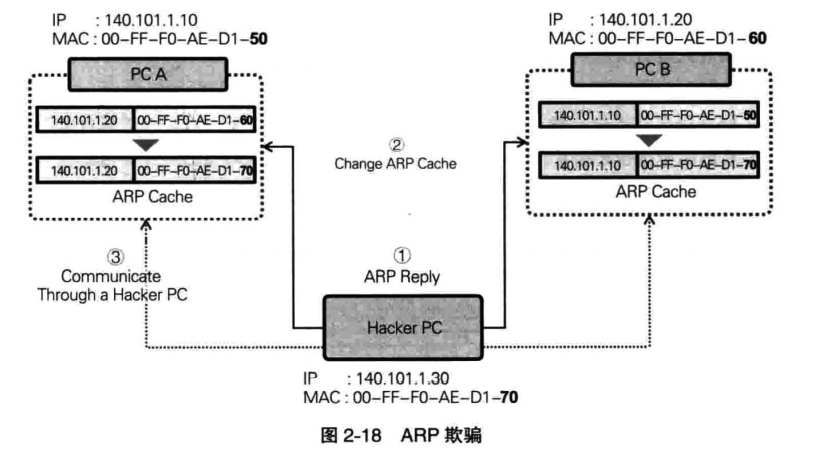 IP : 140.101.1.10
MAC : 00-FF-F0-AE-D1-50
IP : 140.101.1.20
MAC : 00-FF-F0-AE-D1-60
PC A
PC B
140.101.1.20 00-FF-F0-AE-D1-60
140.101.1.20 00-FF-F0-AE-D1-70
ARP Cache
140.101.1.10 00-FF-F0-AE-D1-50
140.101.1.10 00-FF-F0-AE-D1-70
ARP Cache
②
Change ARP Cache
③
Communicate
Through a Hacker PC
①
ARP Reply
Hacker PC
IP : 140.101.1.30
MAC : 00-FF-F0-AE-D1-70
图 2-18 ARP 欺骗